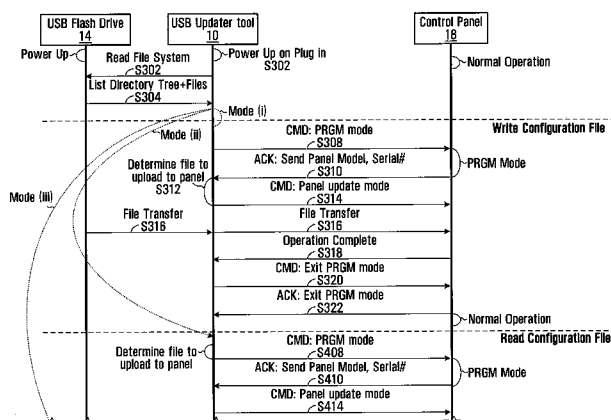 USB Flash Drive
14
USB Updater tool
10
Control Panel
18
Power Up
Read File System
S302
Power Up on Plug in
S302
Normal Operation
List Directory Tree+Files
S304
Mode (i)
Mode (ii)
Write Configuration File
CMD: PRGM mode
S308
ACK: Send Panel Model, Serial#
S310
PRGM Mode
Determine file to
upload to panel
S312
CMD: Panel update mode
S314
Mode (iii)
File Transfer
S316
File Transfer
S316
Operation Complete
S318
CMD: Exit PRGM mode
S320
ACK: Exit PRGM mode
S322
Normal Operation
Read Configuration File
CMD: PRGM mode
S408
Determine file to
upload to panel
ACK: Send Panel Model, Serial#
S410
PRGM Mode
CMD: Panel update mode
S414